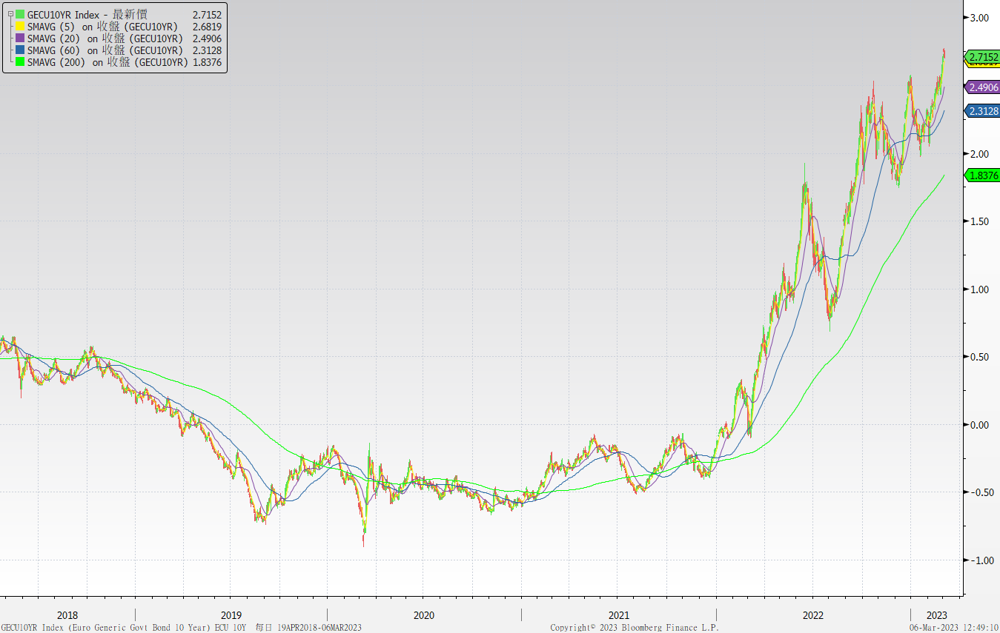 GECU10YR Index - 最新價 2.7152
SMAVG (5) on 收盤 (GECU10YR) 2.6819
SMAVG (20) on 收盤 (GECU10YR) 2.4906
SMAVG (60) on 收盤 (GECU10YR) 2.3128
SMAVG (200) on 收盤 (GECU10YR) 1.8376
3.00
2.7152
2.6819
2.4906
2.3128
2.00
1.8376
1.50
1.00
0.50
0.00
-0.50
-1.00
2018 2019 2020 2021 2022 2023
GECU10YR Index (Euro Generic Govt Bond 10 Year) ECU 10Y 每日 19APR2018-06MAR2023 Copyright© 2023 Bloomberg Finance L.P. 06-Mar-2023 12:49:10